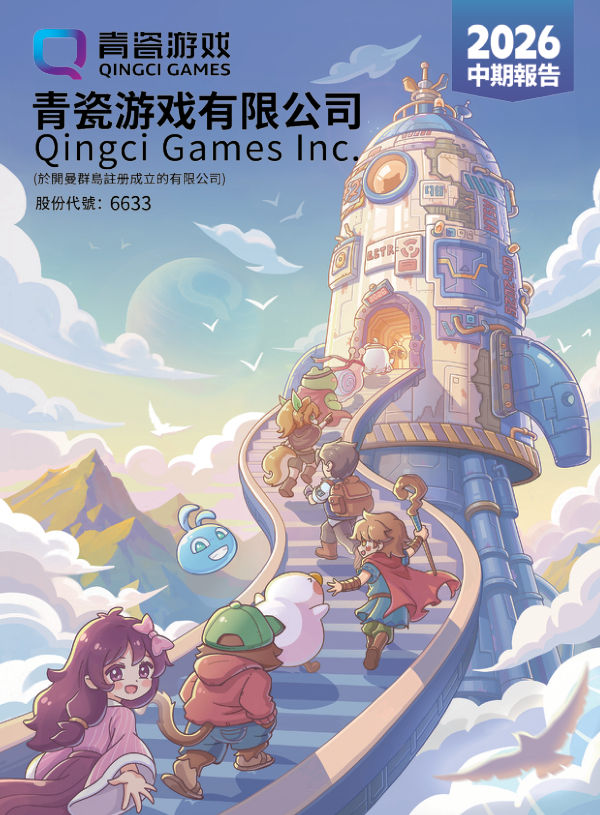 青瓷游戏
QINGCI GAMES
2026
中期報告
青瓷游戏有限公司
Qingci Games Inc.
(於開曼群島註册成立的有限公司)
股份代號：6633